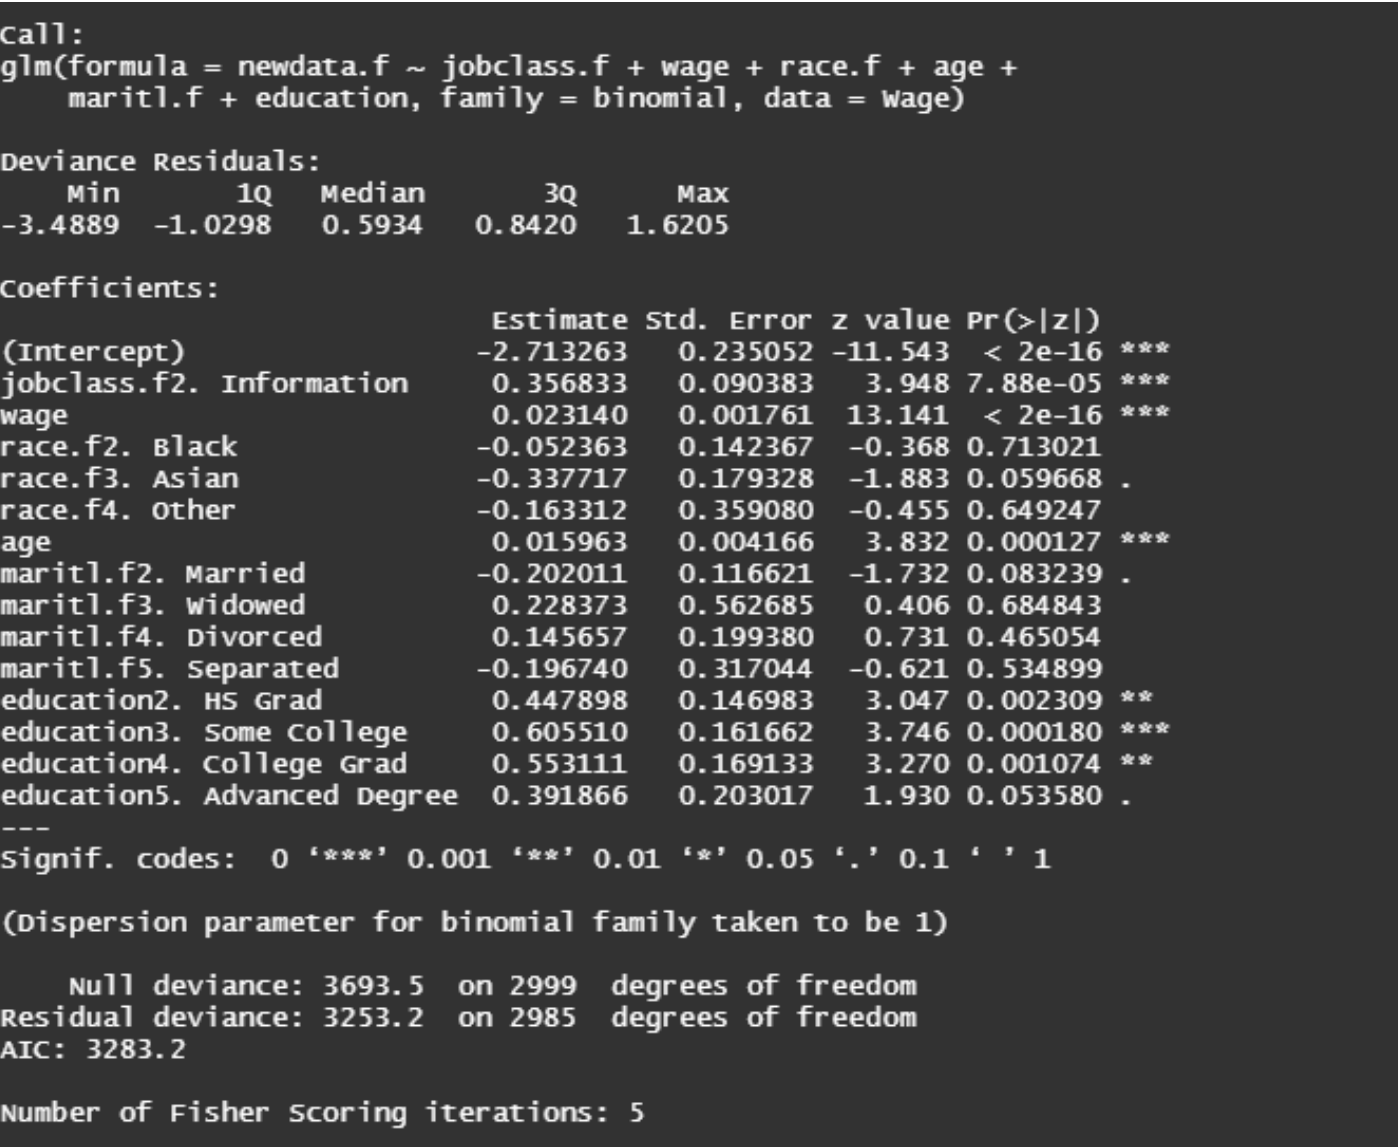 Call:
glm(formula = newdata.f ~ jobclass.f + wage + race.f + age +
    maritl.f + education, family = binomial, data = Wage)

Deviance Residuals:
    Min       1Q   Median       3Q      Max
-3.4889  -1.0298   0.5934   0.8420   1.6205

Coefficients:
                             Estimate Std. Error z value Pr(>|z|)
(Intercept)                 -2.713263   0.235052 -11.543  < 2e-16 ***
jobclass.f2. Information     0.356833   0.090383   3.948 7.88e-05 ***
wage                         0.023140   0.001761  13.141  < 2e-16 ***
race.f2. Black              -0.052363   0.142367  -0.368 0.713021
race.f3. Asian              -0.337717   0.179328  -1.883 0.059668 .
race.f4. Other              -0.163312   0.359080  -0.455 0.649247
age                          0.015963   0.004166   3.832 0.000127 ***
maritl.f2. Married          -0.202011   0.116621  -1.732 0.083239 .
maritl.f3. Widowed           0.228373   0.562685   0.406 0.684843
maritl.f4. Divorced          0.145657   0.199380   0.731 0.465054
maritl.f5. Separated        -0.196740   0.317044  -0.621 0.534899
education2. HS Grad          0.447898   0.146983   3.047 0.002309 **
education3. Some College     0.605510   0.161662   3.746 0.000180 ***
education4. College Grad     0.553111   0.169133   3.270 0.001074 **
education5. Advanced Degree  0.391866   0.203017   1.930 0.053580 .
---
Signif. codes:  0 ‘***’ 0.001 ‘**’ 0.01 ‘*’ 0.05 ‘.’ 0.1 ‘ ’ 1

(Dispersion parameter for binomial family taken to be 1)

    Null deviance: 3693.5  on 2999  degrees of freedom
Residual deviance: 3253.2  on 2985  degrees of freedom
AIC: 3283.2

Number of Fisher Scoring iterations: 5